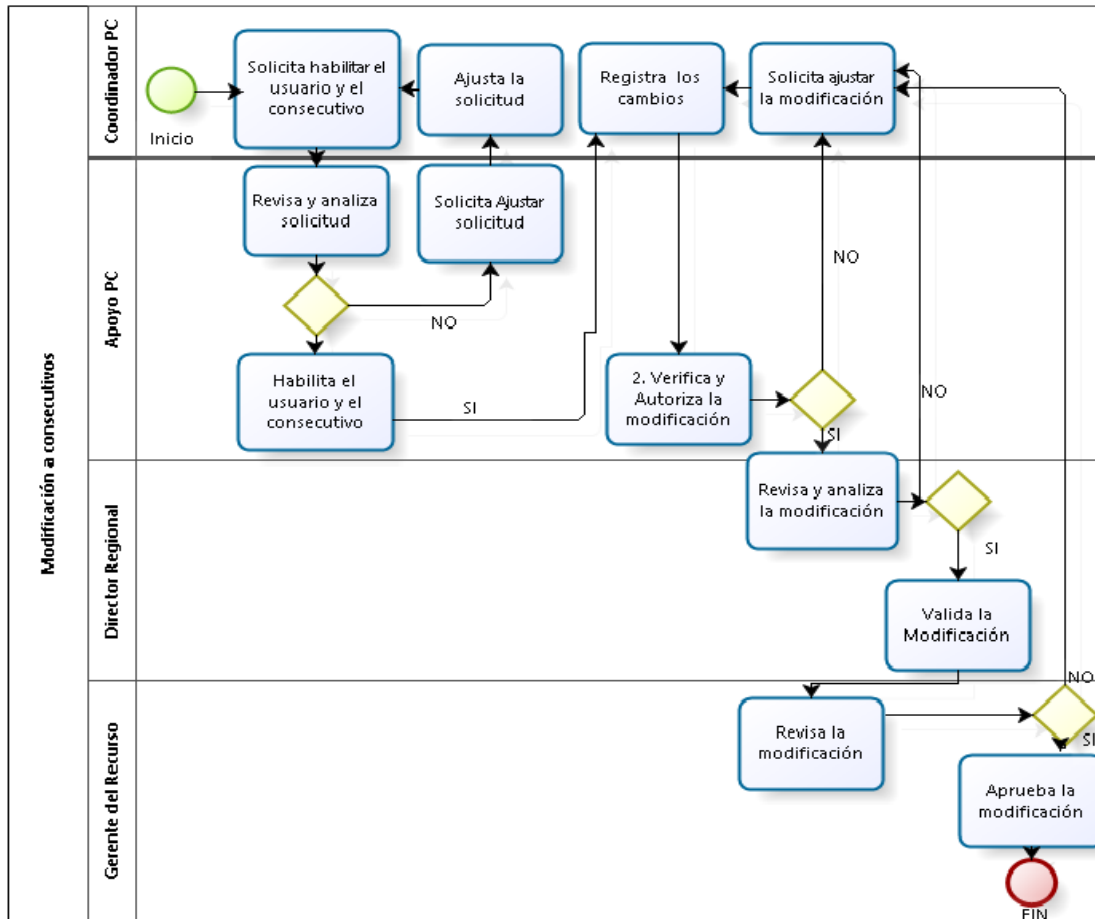 Modificación a consecutivos
Coordinador PC
Inicio
Solicita habilitar el
usuario y el
consecutivo
Ajusta la
solicitud
Registra los
cambios
Solicita ajustar
la modificación
Apoyo PC
Revisa y analiza
solicitud
Solicita Ajustar
solicitud
NO
Habilita el
usuario y el
consecutivo
SI
2. Verifica y
Autoriza la
modificación
NO
SI
NO
Director Regional
Revisa y analiza
la modificación
SI
Valida la
Modificación
Gerente del Recurso
Revisa la
modificación
NO
SI
Aprueba la
modificación
FIN